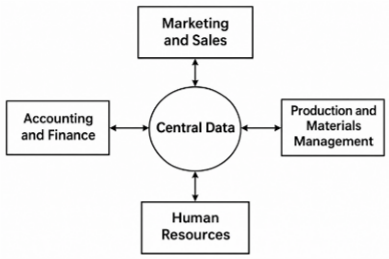 Marketing
and Sales
Accounting
and Finance
Central Data
Production and
Materials
Management
Human
Resources